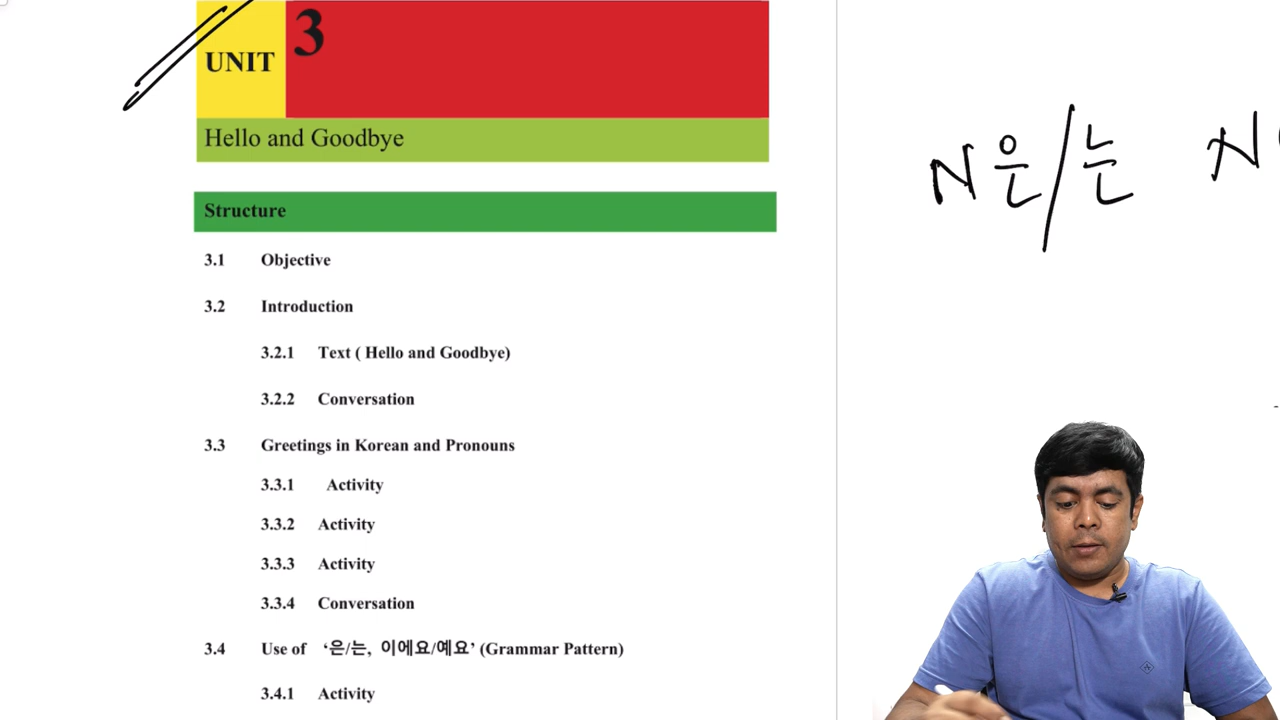 UNIT 3
Hello and Goodbye
Structure
3.1 Objective
3.2 Introduction
3.2.1 Text ( Hello and Goodbye)
3.2.2 Conversation
3.3 Greetings in Korean and Pronouns
3.3.1 Activity
3.3.2 Activity
3.3.3 Activity
3.3.4 Conversation
3.4 Use of ‘은/는, 이에요/예요’ (Grammar Pattern)
3.4.1 Activity
N은/는 N